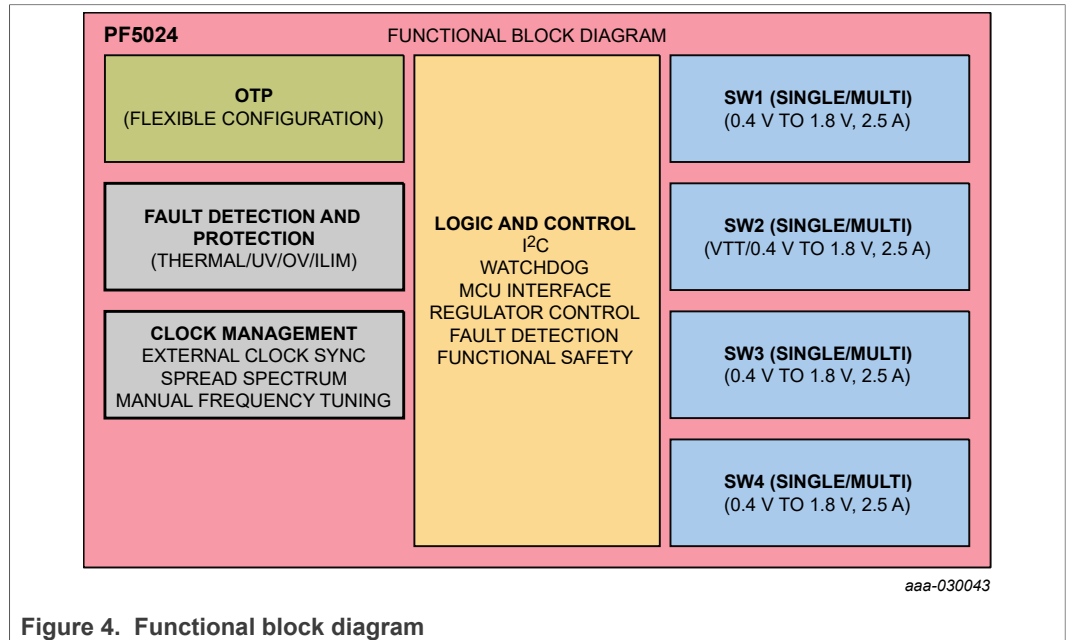 PF5024 FUNCTIONAL BLOCK DIAGRAM
OTP
(FLEXIBLE CONFIGURATION)
FAULT DETECTION AND
PROTECTION
(THERMAL/UV/OV/ILIM)
CLOCK MANAGEMENT
EXTERNAL CLOCK SYNC
SPREAD SPECTRUM
MANUAL FREQUENCY TUNING
LOGIC AND CONTROL
I²C
WATCHDOG
MCU INTERFACE
REGULATOR CONTROL
FAULT DETECTION
FUNCTIONAL SAFETY
SW1 (SINGLE/MULTI)
(0.4 V TO 1.8 V, 2.5 A)
SW2 (SINGLE/MULTI)
(VTT/0.4 V TO 1.8 V, 2.5 A)
SW3 (SINGLE/MULTI)
(0.4 V TO 1.8 V, 2.5 A)
SW4 (SINGLE/MULTI)
(0.4 V TO 1.8 V, 2.5 A)
aaa-030043
Figure 4. Functional block diagram